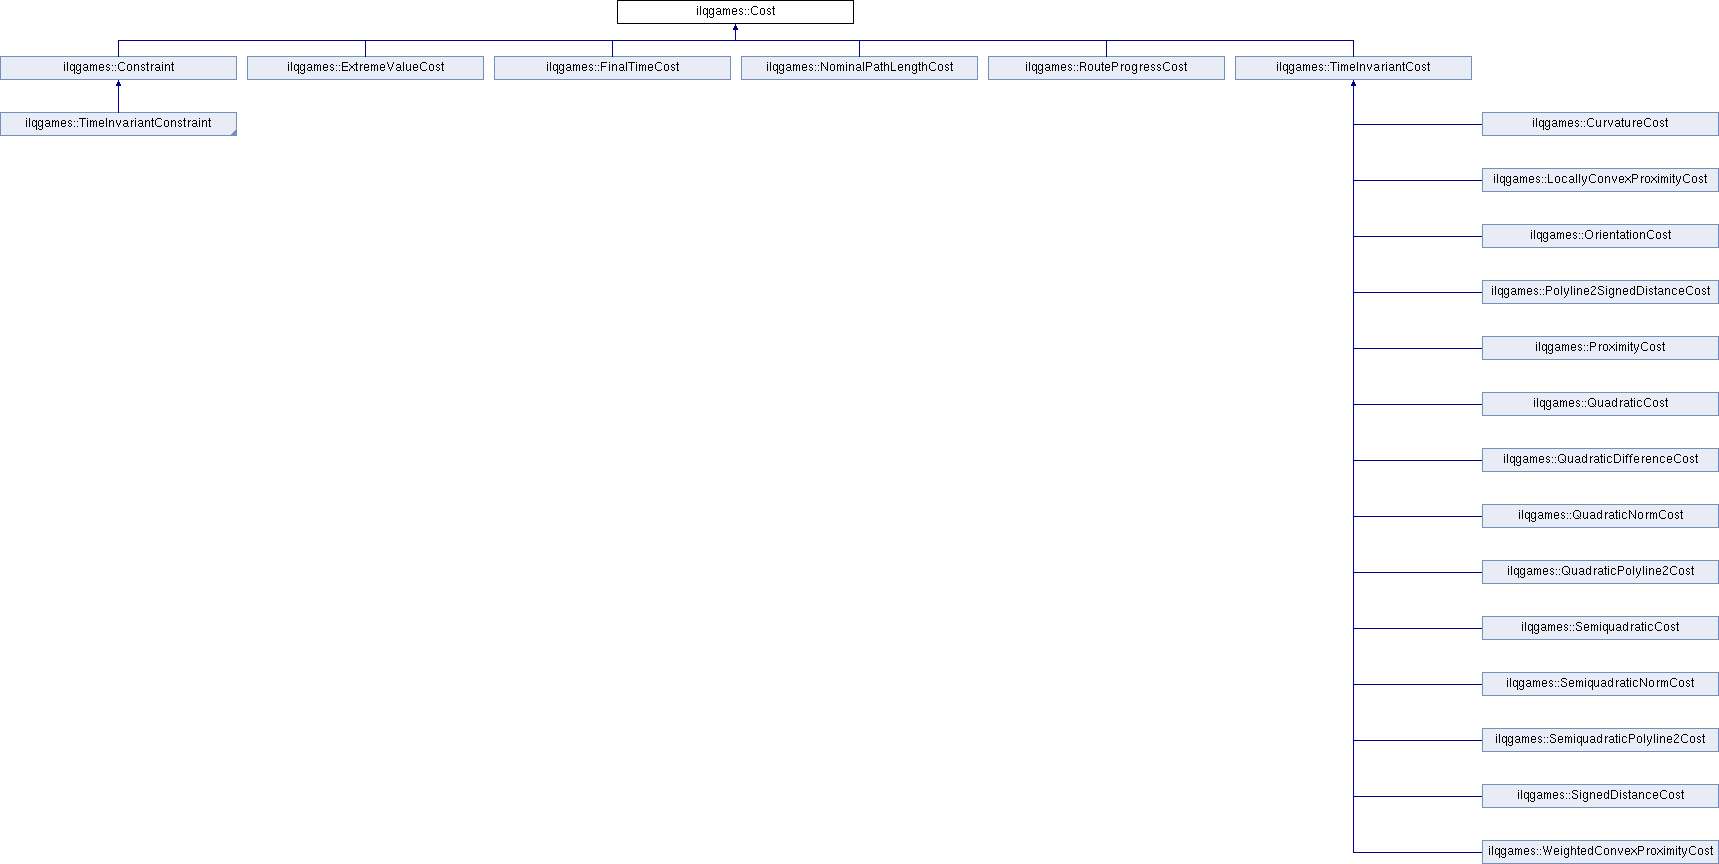 ilqgames::Cost
ilqgames::Constraint
ilqgames::ExtremeValueCost
ilqgames::FinalTimeCost
ilqgames::NominalPathLengthCost
ilqgames::RouteProgressCost
ilqgames::TimeInvariantCost
ilqgames::TimeInvariantConstraint
ilqgames::CurvatureCost
ilqgames::LocallyConvexProximityCost
ilqgames::OrientationCost
ilqgames::Polyline2SignedDistanceCost
ilqgames::ProximityCost
ilqgames::QuadraticCost
ilqgames::QuadraticDifferenceCost
ilqgames::QuadraticNormCost
ilqgames::QuadraticPolyline2Cost
ilqgames::SemiquadraticCost
ilqgames::SemiquadraticNormCost
ilqgames::SemiquadraticPolyline2Cost
ilqgames::SignedDistanceCost
ilqgames::WeightedConvexProximityCost